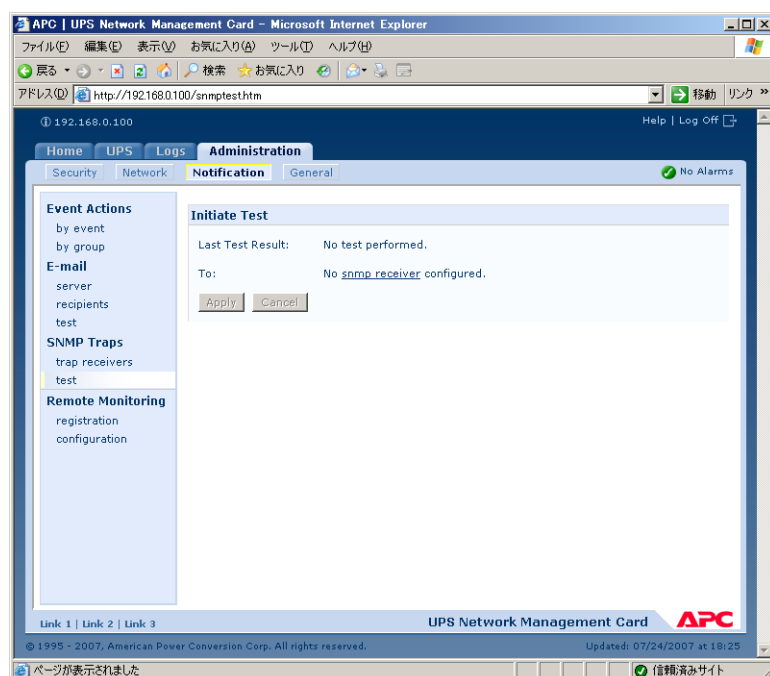 APC | UPS Network Management Card - Microsoft Internet Explorer
ファイル(F) 編集(E) 表示(V) お気に入り(A) ツール(T) ヘルプ(H)
戻る 検索 お気に入り
アドレス(D) http://192.168.0.100/snmptest.htm 移動 リンク »
192.168.0.100 Help | Log Off
Home UPS Logs Administration
Security Network Notification General No Alarms
Event Actions
by event
by group
E-mail
server
recipients
test
SNMP Traps
trap receivers
test
Remote Monitoring
registration
configuration
Initiate Test
Last Test Result: No test performed.
To: No snmp receiver configured.
Apply Cancel
Link 1 | Link 2 | Link 3 UPS Network Management Card APC
© 1995 - 2007, American Power Conversion Corp. All rights reserved. Updated: 07/24/2007 at 18:25
ページが表示されました 信頼済みサイト